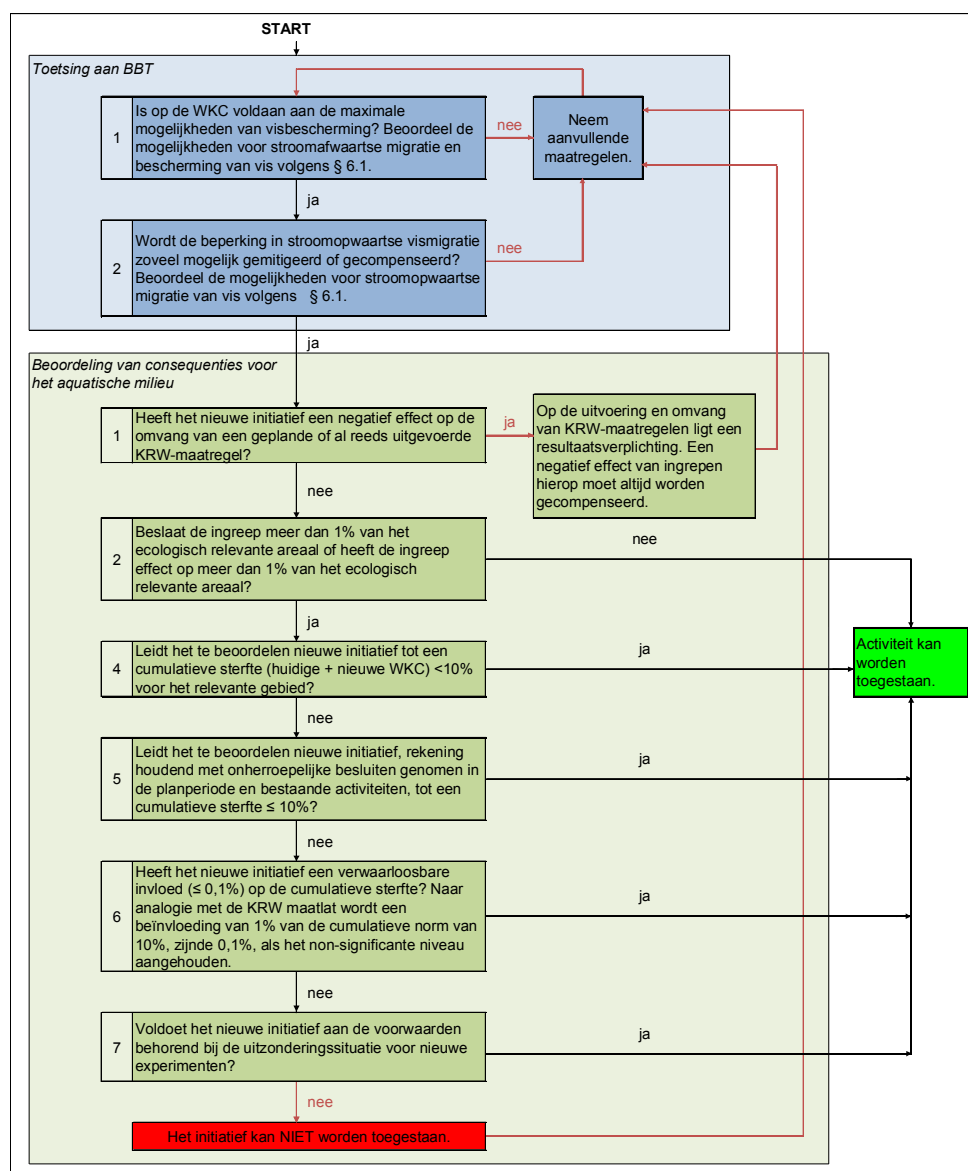 START
Toetsing aan BBT
1
Is op de WKC voldaan aan de maximale
mogelijkheden van visbescherming? Beoordeel de
mogelijkheden voor stroomafwaartse migratie en
bescherming van vis volgens § 6.1.
nee
Neem
aanvullende
maatregelen.
ja
2
Wordt de beperking in stroomopwaartse vismigratie
zoveel mogelijk gemitigeerd of gecompenseerd?
Beoordeel de mogelijkheden voor stroomopwaartse
migratie van vis volgens § 6.1.
nee
ja
Beoordeling van consequenties voor
het aquatische milieu
1
Heeft het nieuwe initiatief een negatief effect op de
omvang van een geplande of al reeds uitgevoerde
KRW-maatregel?
ja
Op de uitvoering en omvang
van KRW-maatregelen ligt een
resultaatsverplichting. Een
negatief effect van ingrepen
hierop moet altijd worden
gecompenseerd.
nee
2
Beslaat de ingreep meer dan 1% van het
ecologisch relevante areaal of heeft de ingreep
effect op meer dan 1% van het ecologisch
relevante areaal?
nee
ja
4
Leidt het te beoordelen nieuwe initiatief tot een
cumulatieve sterfte (huidige + nieuwe WKC) <10%
voor het relevante gebied?
ja
Activiteit kan
worden
toegestaan.
nee
5
Leidt het te beoordelen nieuwe initiatief, rekening
houdend met onherroepelijke besluiten genomen in
de planperiode en bestaande activiteiten, tot een
cumulatieve sterfte ≤ 10%?
ja
nee
6
Heeft het nieuwe initiatief een verwaarloosbare
invloed (≤ 0,1%) op de cumulatieve sterfte? Naar
analogie met de KRW maatlat wordt een
beïnvloeding van 1% van de cumulatieve norm van
10%, zijnde 0,1%, als het non-significante niveau
aangehouden.
ja
nee
7
Voldoet het nieuwe initiatief aan de voorwaarden
behorend bij de uitzonderingssituatie voor nieuwe
experimenten?
ja
nee
Het initiatief kan NIET worden toegestaan.